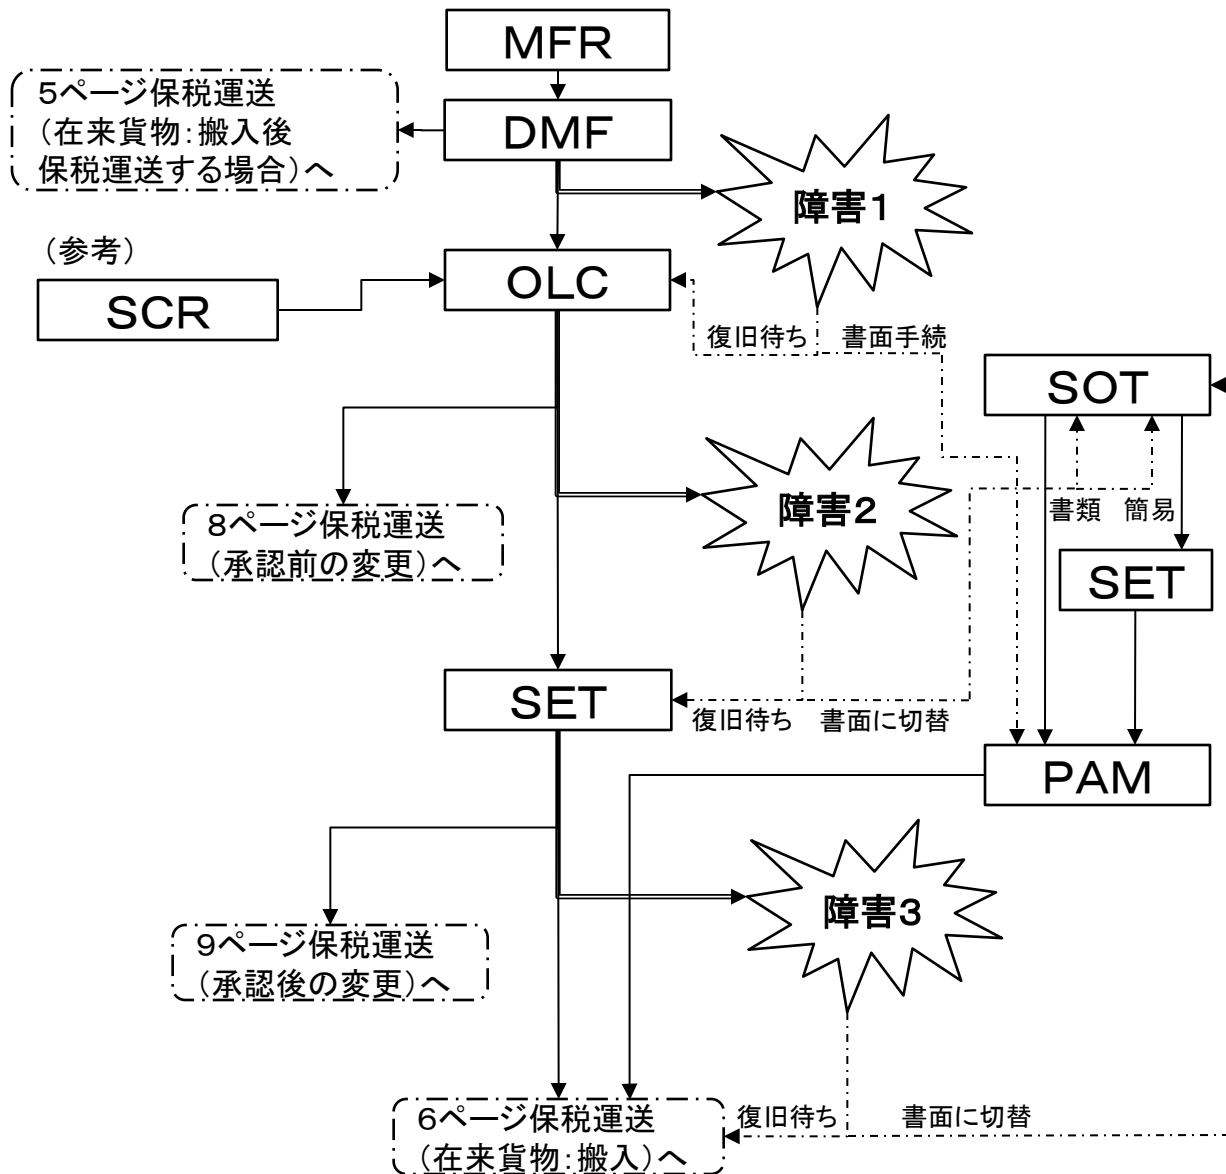 MFR
5ページ保税運送
(在来貨物：搬入後
保税運送する場合)へ
DMF
障害1
(参考)
SCR
OLC
復旧待ち
書面手続
SOT
障害2
書類
簡易
8ページ保税運送
(承認前の変更)へ
SET
SET
復旧待ち
書面に切替
PAM
障害3
9ページ保税運送
(承認後の変更)へ
6ページ保税運送
(在来貨物：搬入)へ
復旧待ち
書面に切替